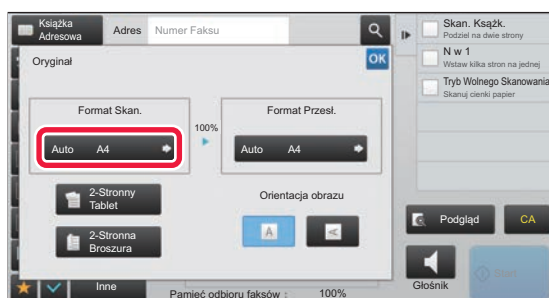 Książka
Adresowa
Adres
Numer Faksu
Oryginał
OK
Format Skan.
Auto A4
100%
Format Przesł.
Auto A4
2-Stronny
Tablet
2-Stronna
Broszura
Orientacja obrazu
A
A
Inne
Pamięć odbioru faksów : 100%
Skan. Książk.
Podziel na dwie strony
N w 1
Wstaw kilka stron na jednej
Tryb Wolnego Skanowania
Skanuj cienki papier
Podgląd
CA
Głośnik
Start